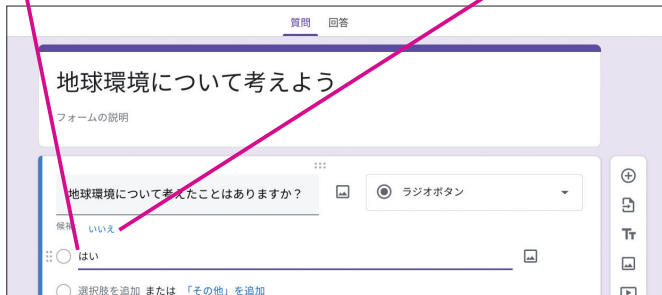 質問 回答
地球環境について考えよう
フォームの説明
地球環境について考えたことはありますか？ ラジオボタン
候補 いいえ
はい
Tт
選択肢を追加 または 「その他」を追加